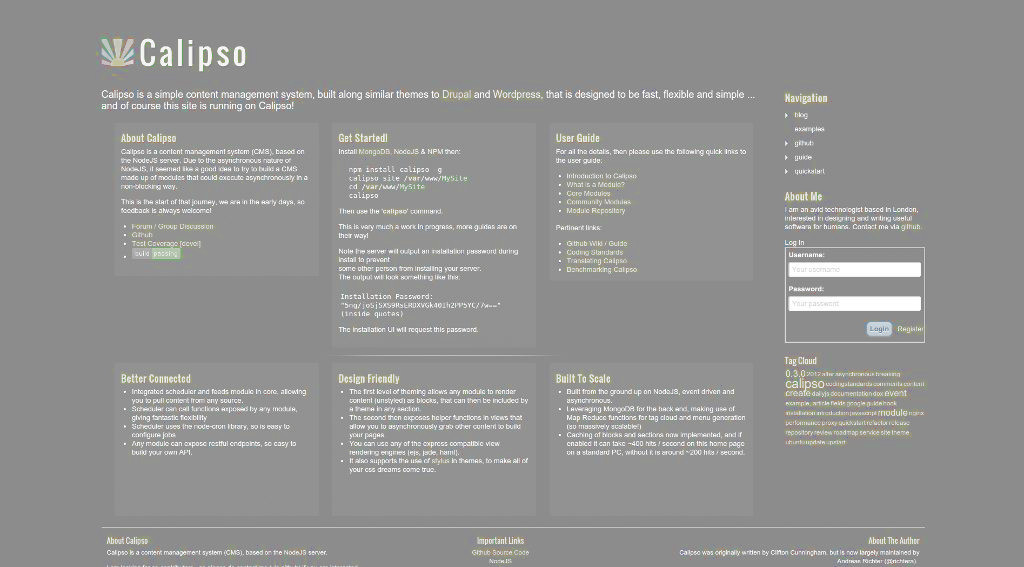 Calipso
Calipso is a simple content management system, built along similar themes to Drupal and Wordpress, that is designed to be fast, flexible and simple ...
and of course this site is running on Calipso!
About Calipso
Calipso is a content management system (CMS), based on
the NodeJS server. Due to the asynchronous nature of
NodeJS, it seemed like a good idea to try to build a CMS
made up of modules that could execute asynchronously in a
non-blocking way.
This is the start of that journey, we are in the early days, so
feedback is always welcome!
Forum / Group Discussion
Github
Test Coverage [devel]
build passing
Get Started!
Install MongoDB, NodeJS & NPM then:
npm install calipso -g
calipso site /var/www/MySite
cd /var/www/MySite
calipso
Then use the 'calipso' command.
This is very much a work in progress, more guides are on
their way!
Note the server will output an installation password during
install to prevent
some other person from installing your server.
The output will look something like this:
Installation Password:
(inside quotes)
The installation UI will request this password.
User Guide
For all the details, then please use the following quick links to
the user guide:
Introduction to Calipso
What is a Module?
Core Modules
Community Modules
Module Repository
Pertinent links:
Github Wiki / Guide
Coding Standards
Translating Calipso
Benchmarking Calipso
Better Connected
Integrated scheduler and feeds module in core, allowing
you to pull content from any source.
Scheduler can call functions exposed by any module,
giving fantastic flexibility
Scheduler uses the node-cron library, so is easy to
configure jobs.
Any module can expose restful endpoints, so easy to
build your own API.
Design Friendly
The first level of theming allows any module to render
content (unstyled) as blocks, that can then be included by
a theme in any section.
The second then exposes helper functions in views that
allow you to asynchronously grab other content to build
your pages.
You can use any of the express compatible view
rendering engines (ejs, jade, haml).
It also supports the use of stylus in themes, to make all of
your css dreams come true.
Built To Scale
Built from the ground up on NodeJS, event driven and
asynchronous.
Leveraging MongoDB for the back end, making use of
Map Reduce functions for tag cloud and menu generation
(so massively scalable!)
Caching of blocks and sections now implemented, and if
enabled it can take ~400 hits / second on this home page
on a standard PC, without it is around ~200 hits / second.
Navigation
blog
examples
github
guide
quickstart
About Me
I am an avid technologist based in London,
interested in designing and writing useful
software for humans. Contact me via github.
Log In
Username:
Your username
Password:
Your password
Login Register
Tag Cloud
0.3.0 2012 after asynchronous breaking
calipso codingstandards comments content
create dailyjs documentation dox event
example, article fields google guide hook
installation introduction javascript module nginx
performance proxy quickstart refactor release
repository review roadmap service site theme
ubuntu update upstart
About Calipso
Calipso is a content management system (CMS), based on the NodeJS server.
Important Links
Github Source Code
NodeJS
About The Author
Calipso was originally written by Clifton Cunningham, but is now largely maintained by
Andreas Richter (@richtera).